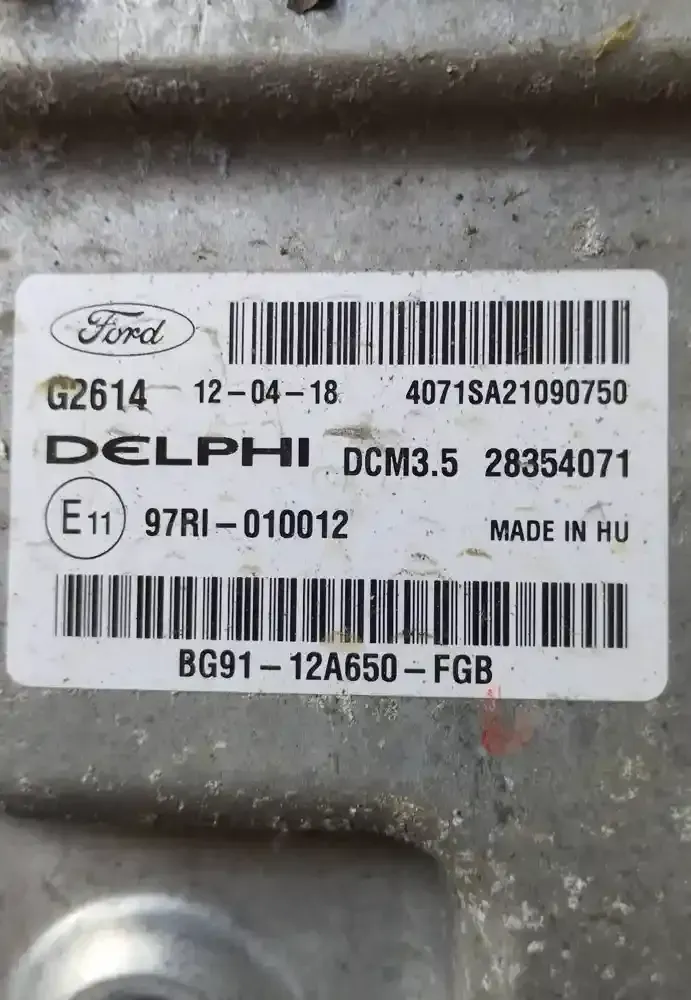 Ford
G2614 12-04-18 4071SA21090750
DELPHI DCM3.5 28354071
E11 97RI-010012 MADE IN HU
BG91-12A650-FGB